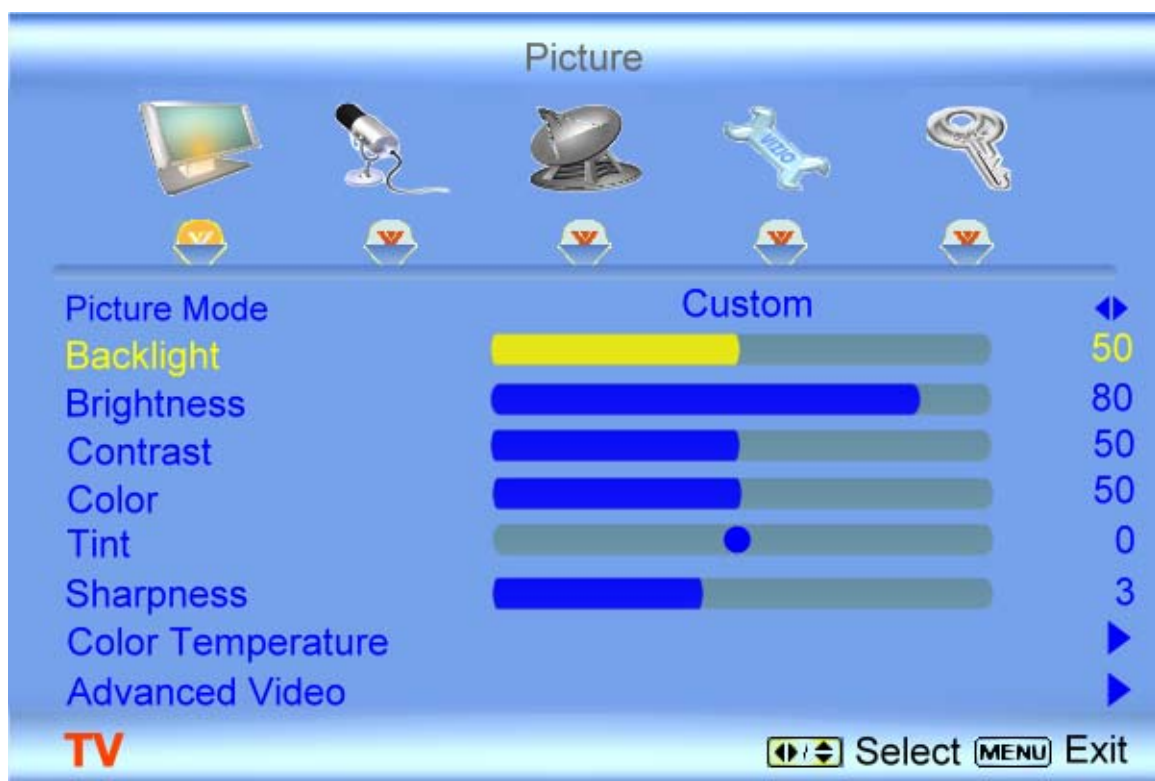 Picture
VIZIO
Picture Mode Custom
Backlight 50
Brightness 80
Contrast 50
Color 50
Tint 0
Sharpness 3
Color Temperature
Advanced Video
TV Select MENU Exit